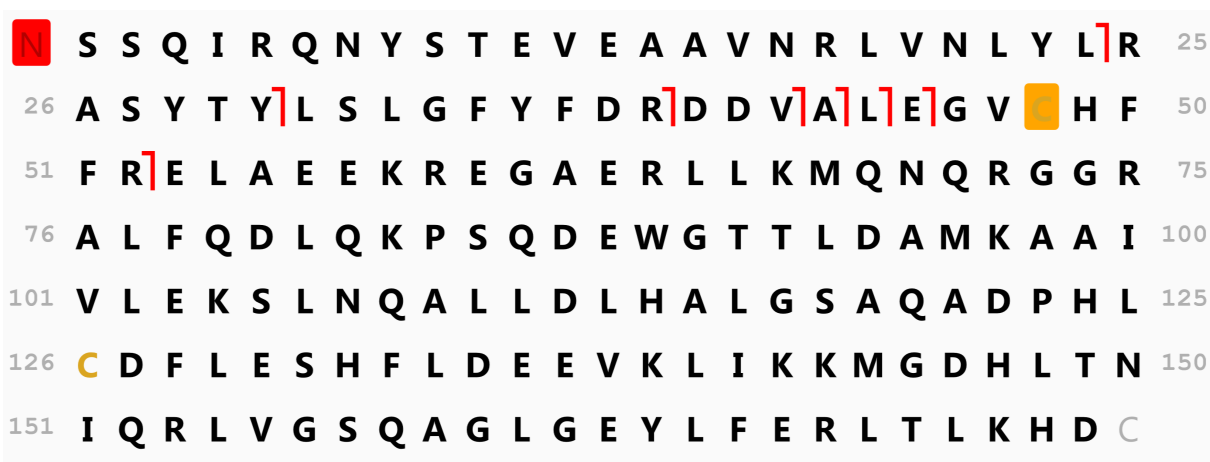 N S S Q I R Q N Y S T E V E A A V N R L V N L Y L R 25
26 A S Y T Y L S L G F Y F D R D D V A L E G V C H F 50
51 F R E L A E E K R E G A E R L L K M Q N Q R G G R 75
76 A L F Q D L Q K P S Q D E W G T T L D A M K A A I 100
101 V L E K S L N Q A L L D L H A L G S A Q A D P H L 125
126 C D F L E S H F L D E E V K L I K K M G D H L T N 150
151 I Q R L V G S Q A G L G E Y L F E R L T L K H D C